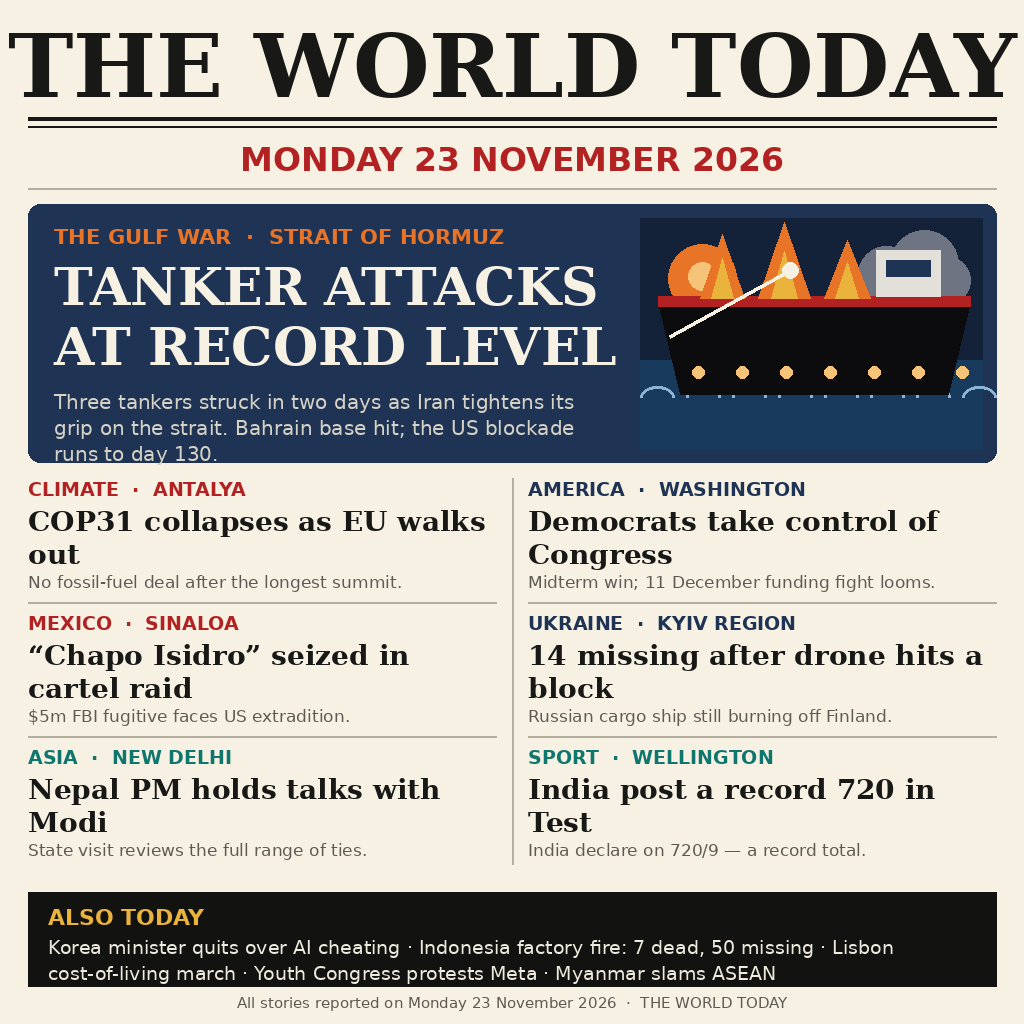 THE WORLD TODAY
MONDAY 23 NOVEMBER 2026
THE GULF WAR · STRAIT OF HORMUZ
TANKER ATTACKS
AT RECORD LEVEL
Three tankers struck in two days as Iran tightens its
grip on the strait. Bahrain base hit; the US blockade
runs to day 130.
CLIMATE · ANTALYA
COP31 collapses as EU walks
out
No fossil-fuel deal after the longest summit.
MEXICO · SINALOA
“Chapo Isidro” seized in
cartel raid
$5m FBI fugitive faces US extradition.
ASIA · NEW DELHI
Nepal PM holds talks with
Modi
State visit reviews the full range of ties.
AMERICA · WASHINGTON
Democrats take control of
Congress
Midterm win; 11 December funding fight looms.
UKRAINE · KYIV REGION
14 missing after drone hits a
block
Russian cargo ship still burning off Finland.
SPORT · WELLINGTON
India post a record 720 in
Test
India declare on 720/9 — a record total.
ALSO TODAY
Korea minister quits over AI cheating · Indonesia factory fire: 7 dead, 50 missing · Lisbon
cost-of-living march · Youth Congress protests Meta · Myanmar slams ASEAN
All stories reported on Monday 23 November 2026 · THE WORLD TODAY